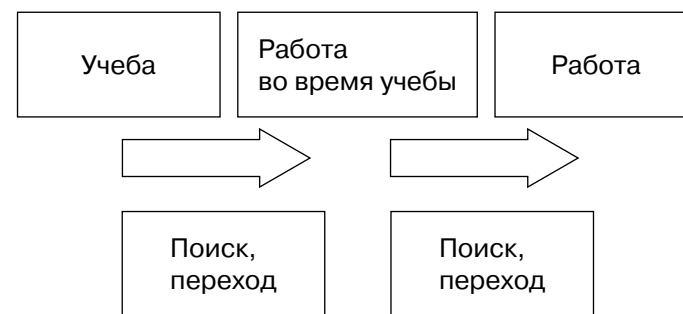 Учеба
Работа
во время учебы
Работа
Поиск,
переход
Поиск,
переход